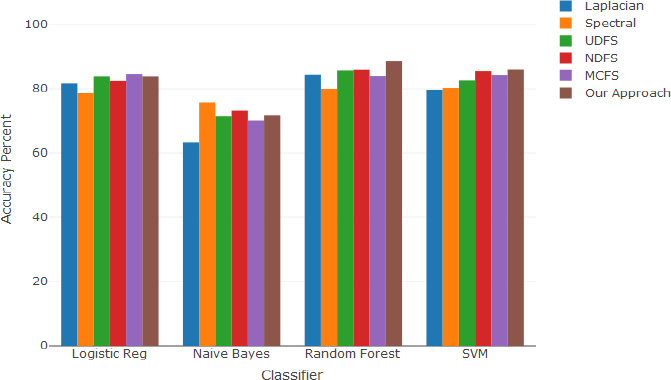 Laplacian
Spectral
UDFS
NDFS
MCFS
Our Approach
100
80
60
40
20
0
Accuracy Percent
Logistic Reg
Naive Bayes
Random Forest
SVM
Classifier